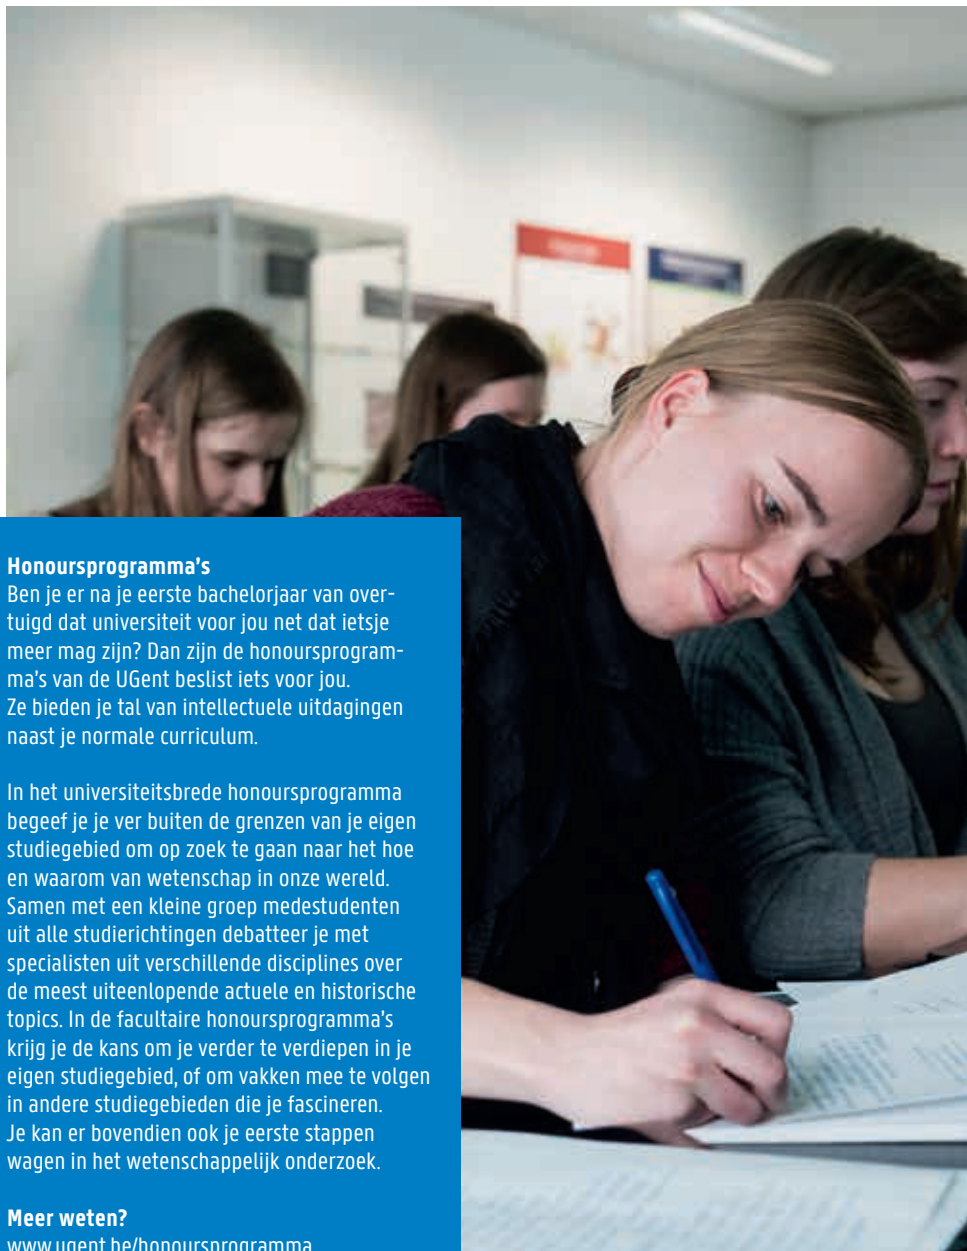 Honoursprogramma's
Ben je er na je eerste bachelorjaar van over-
tuigd dat universiteit voor jou net dat ietsje
meer mag zijn? Dan zijn de honoursprogram-
ma's van de UGent beslist iets voor jou.
Ze bieden je tal van intellectuele uitdagingen
naast je normale curriculum.
In het universiteitsbrede honoursprogramma
begeef je je ver buiten de grenzen van je eigen
studiegebied om op zoek te gaan naar het hoe
en waarom van wetenschap in onze wereld.
Samen met een kleine groep medestudenten
uit alle studierichtingen debatteer je met
specialisten uit verschillende disciplines over
de meest uiteenlopende actuele en historische
topics. In de facultaire honoursprogramma's
krijg je de kans om je verder te verdiepen in je
eigen studiegebied, of om vakken mee te volgen
in andere studiegebieden die je fascineren.
Je kan er bovendien ook je eerste stappen
wagen in het wetenschappelijk onderzoek.
Meer weten?
www.ugent.be/honoursprogramma